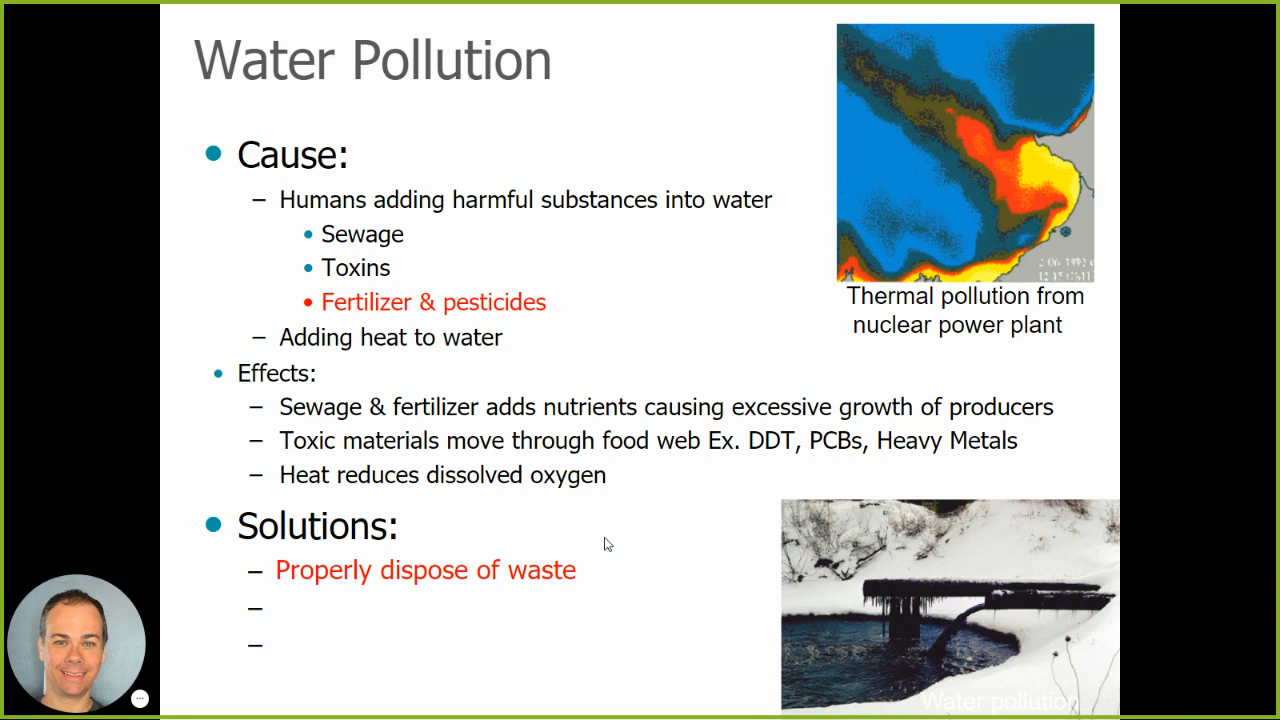 Water Pollution
Cause:
– Humans adding harmful substances into water
Sewage
Toxins
Fertilizer & pesticides
– Adding heat to water
Effects:
– Sewage & fertilizer adds nutrients causing excessive growth of producers
– Toxic materials move through food web Ex. DDT, PCBs, Heavy Metals
– Heat reduces dissolved oxygen
Solutions:
– Properly dispose of waste
–
–
Thermal pollution from
nuclear power plant
Water pollution